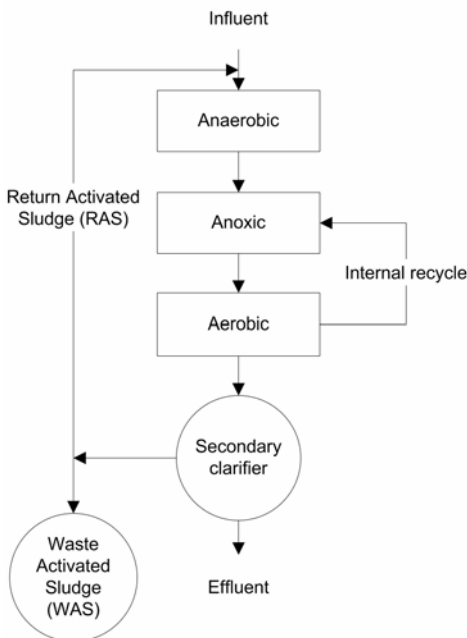 Influent
Anaerobic
Return Activated
Sludge (RAS)
Anoxic
Internal recycle
Aerobic
Secondary
clarifier
Waste
Activated
Sludge
(WAS)
Effluent